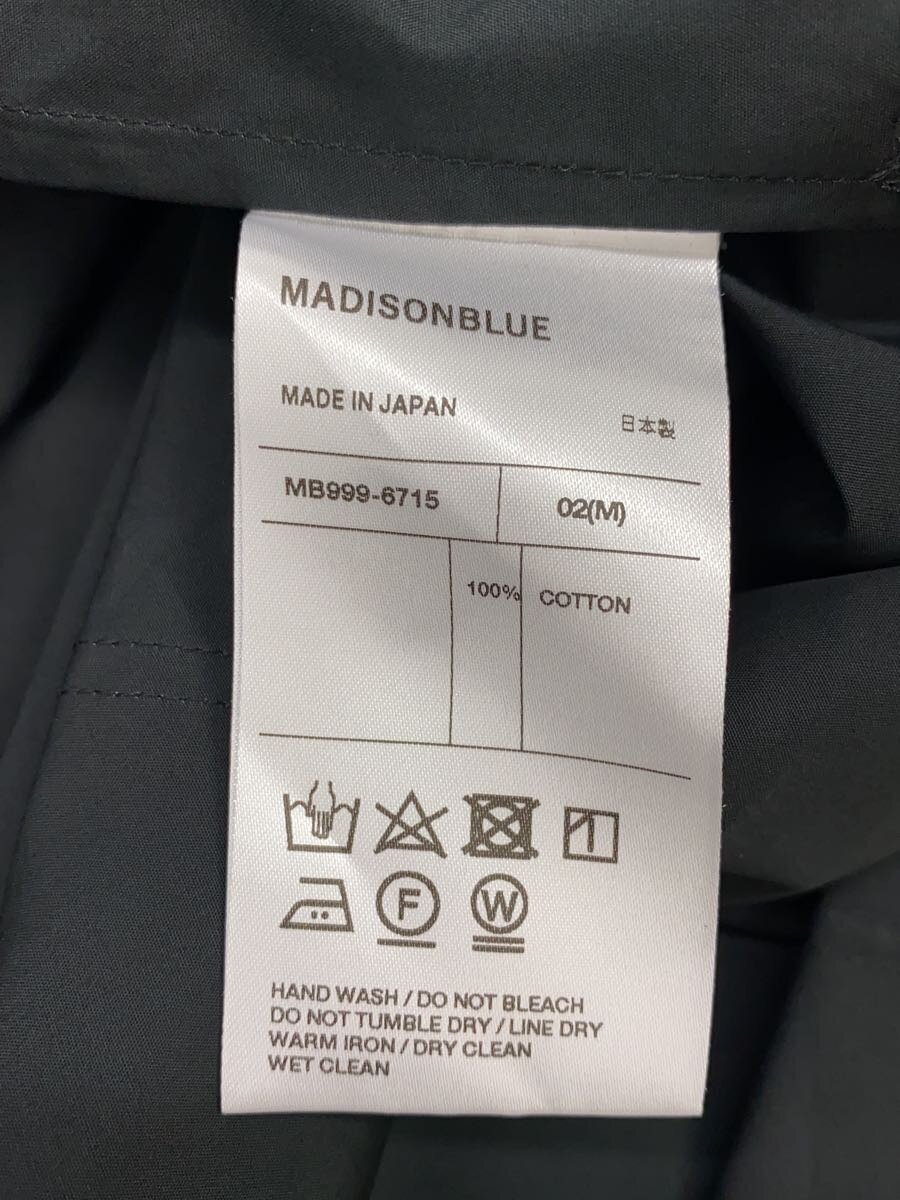 MADISONBLUE
MADE IN JAPAN
日本製
MB999-6715 02(M)
100% COTTON
F W
HAND WASH / DO NOT BLEACH
DO NOT TUMBLE DRY / LINE DRY
WARM IRON / DRY CLEAN
WET CLEAN